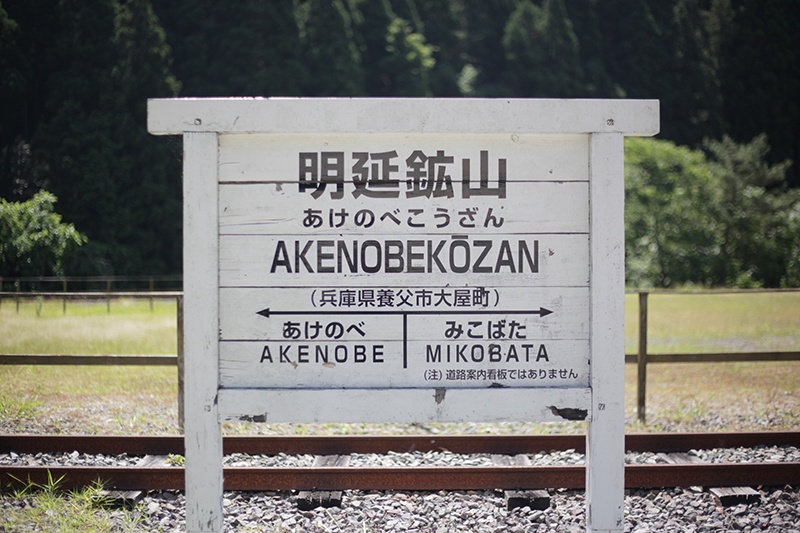 明延鉱山
あけのべこうざん
AKENOBEKŌZAN
（兵庫県養父市大屋町）
あけのべ みこばた
AKENOBE MIKOBATA
（注）道路案内看板ではありません